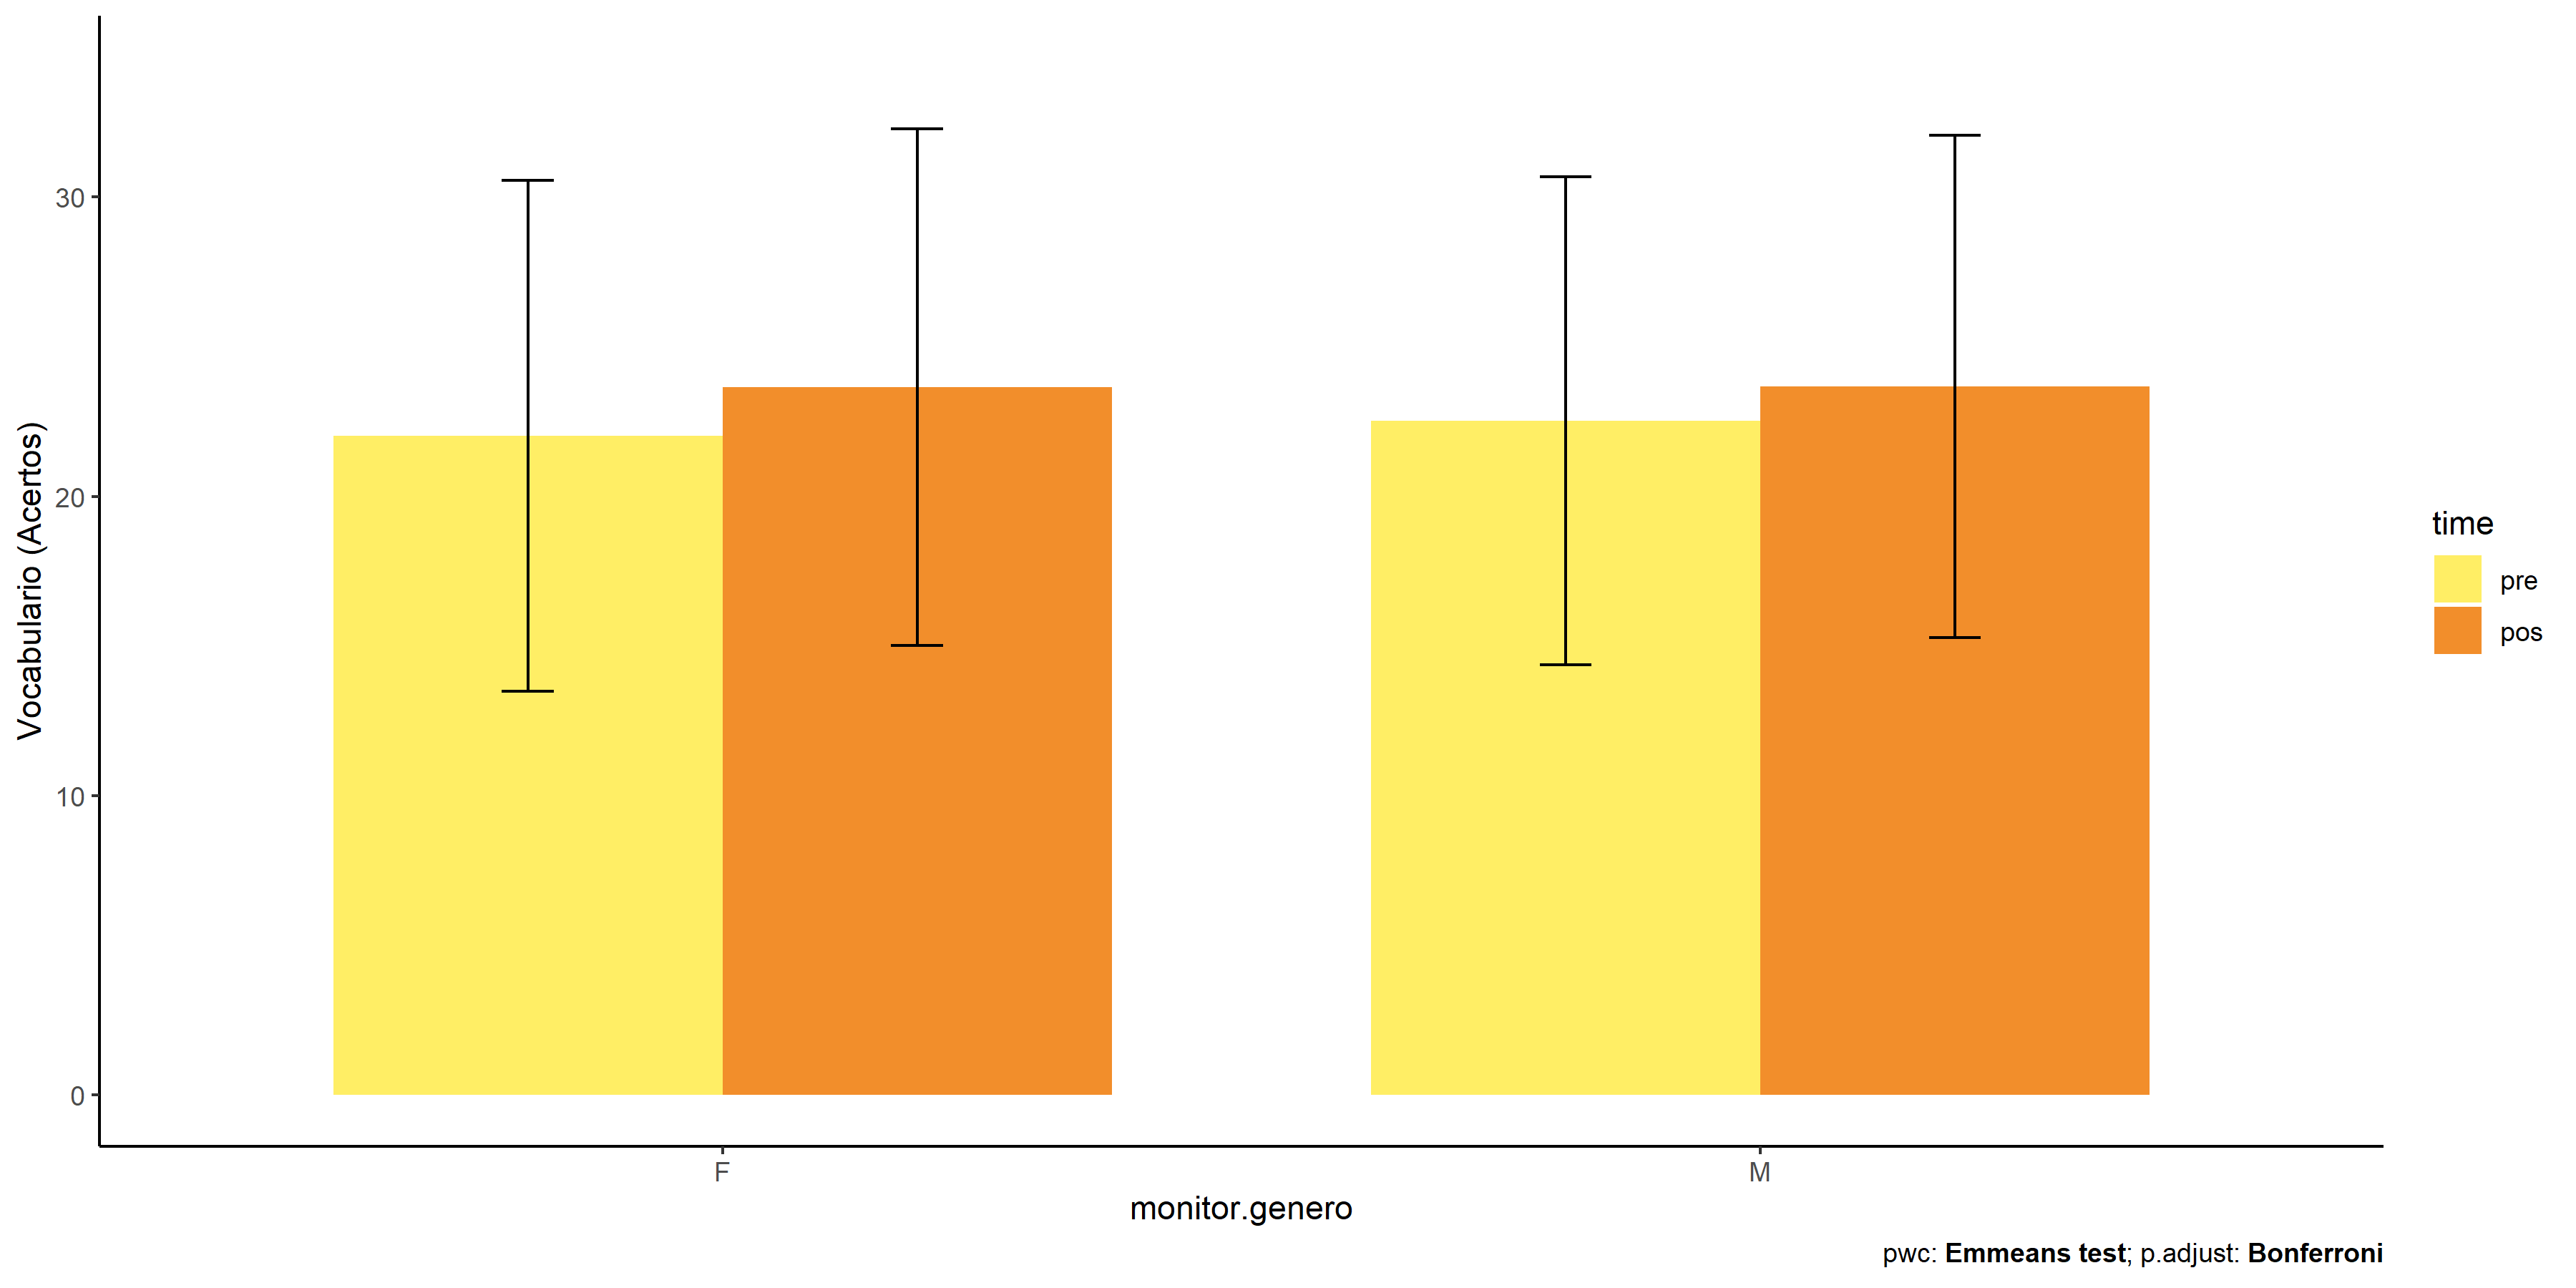 Vocabulario (Acertos)
30
20
10
0
F
M
monitor.genero
time
pre
pos
pwc: Emmeans test; p.adjust: Bonferroni